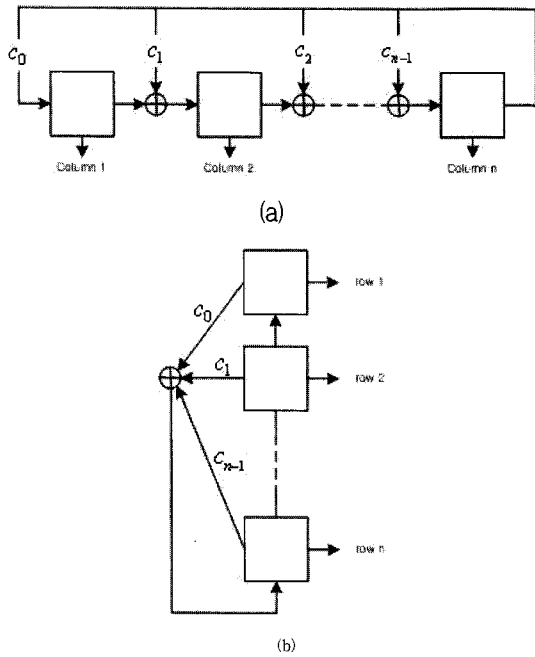 c₀ c₁ c₂ cₙ₋₁
Column 1 Column 2 Column n
(a)
row 1
c₀
c₁ row 2
cₙ₋₁
row n
(b)